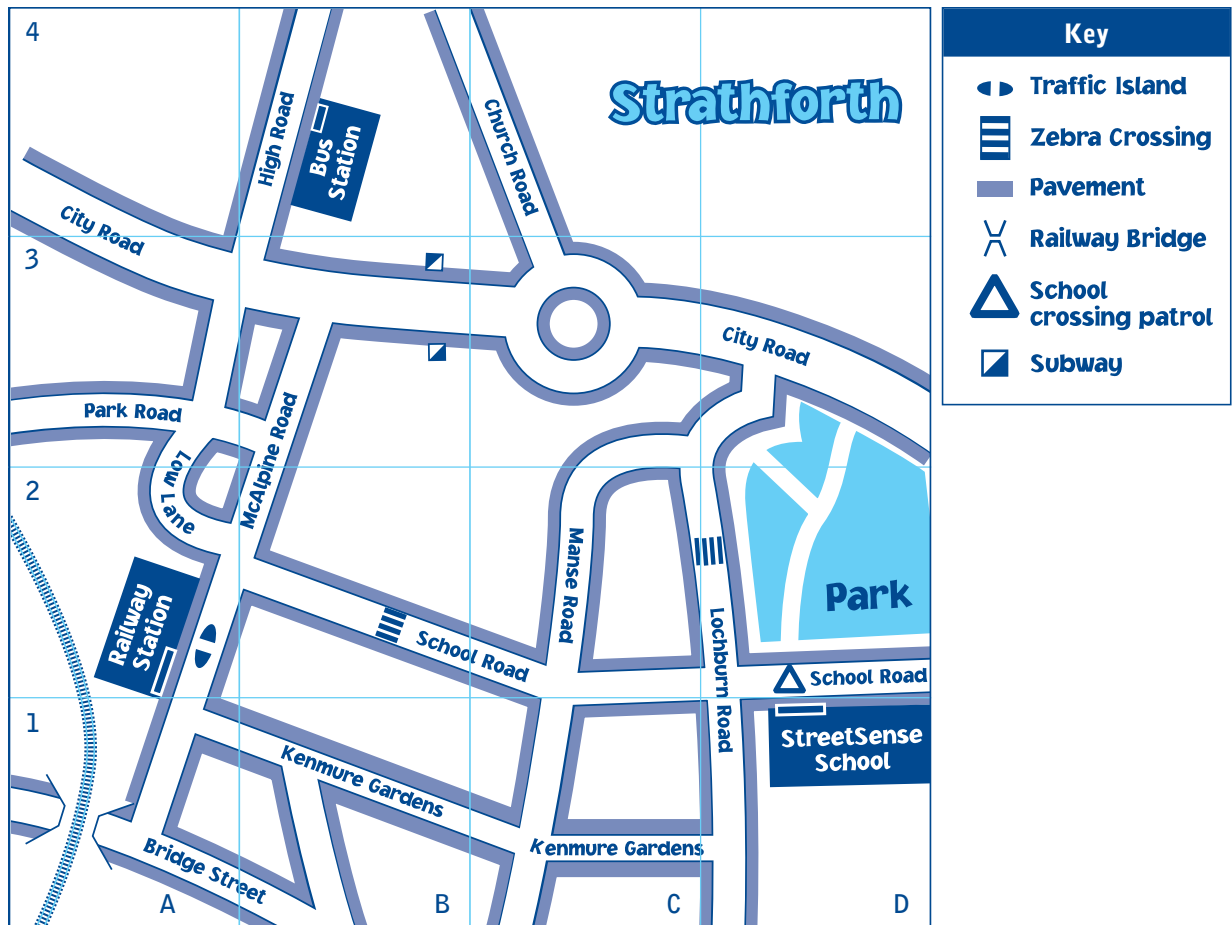 4
Strathforth
High Road
Bus
Station
Church Road
City Road
3
City Road
Park Road
McAlpine Road
Low Lane
2
Manse Road
Park
Railway
Station
School Road
Lochburn Road
School Road
1
StreetSense
School
Kenmure Gardens
Kenmure Gardens
Bridge Street
A
B
C
D
Key
Traffic Island
Zebra Crossing
Pavement
Railway Bridge
School
crossing patrol
Subway